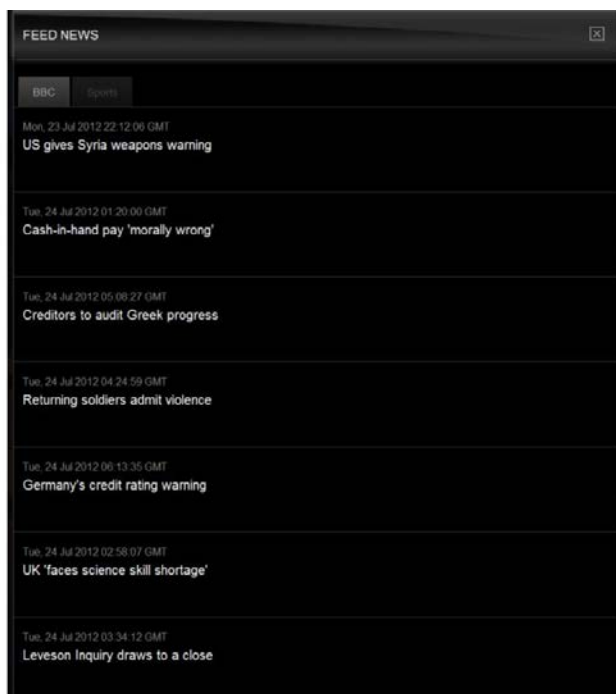 FEED NEWS
BBC Sports
Mon, 23 Jul 2012 22:12:06 GMT
US gives Syria weapons warning
Tue, 24 Jul 2012 01:20:00 GMT
Cash-in-hand pay 'morally wrong'
Tue, 24 Jul 2012 05:08:27 GMT
Creditors to audit Greek progress
Tue, 24 Jul 2012 04:24:59 GMT
Returning soldiers admit violence
Tue, 24 Jul 2012 06:13:35 GMT
Germany's credit rating warning
Tue, 24 Jul 2012 02:58:07 GMT
UK 'faces science skill shortage'
Tue, 24 Jul 2012 03:34:12 GMT
Leveson Inquiry draws to a close